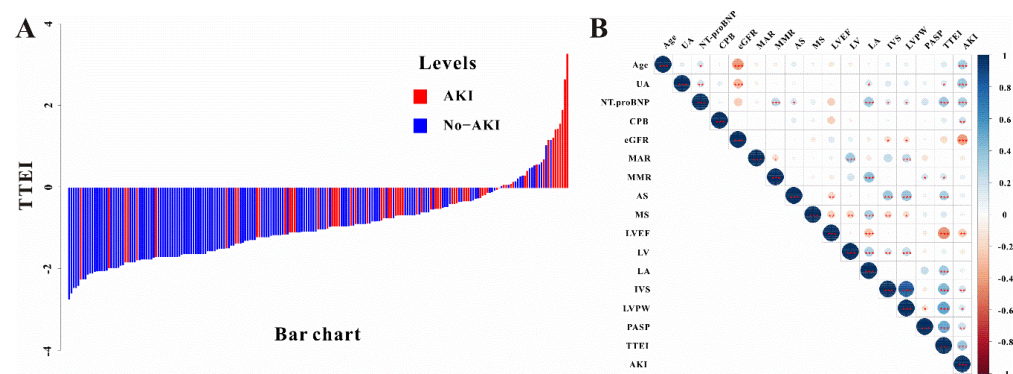 A
4
2
0
-2
-4
TTEI
Levels
AKI
No-AKI
Bar chart
B
Age
UA
NT-proBNP
CPB
eGFR
MAR
MMR
AS
MS
LVEF
LV
LA
IVS
LVPW
PASP
TTEI
AKI
Age
UA
NT.proBNP
CPB
eGFR
MAR
MMR
AS
MS
LVEF
LV
LA
IVS
LVPW
PASP
TTEI
AKI
1
0.8
0.6
0.4
0.2
0
-0.2
-0.4
-0.6
-0.8
-1